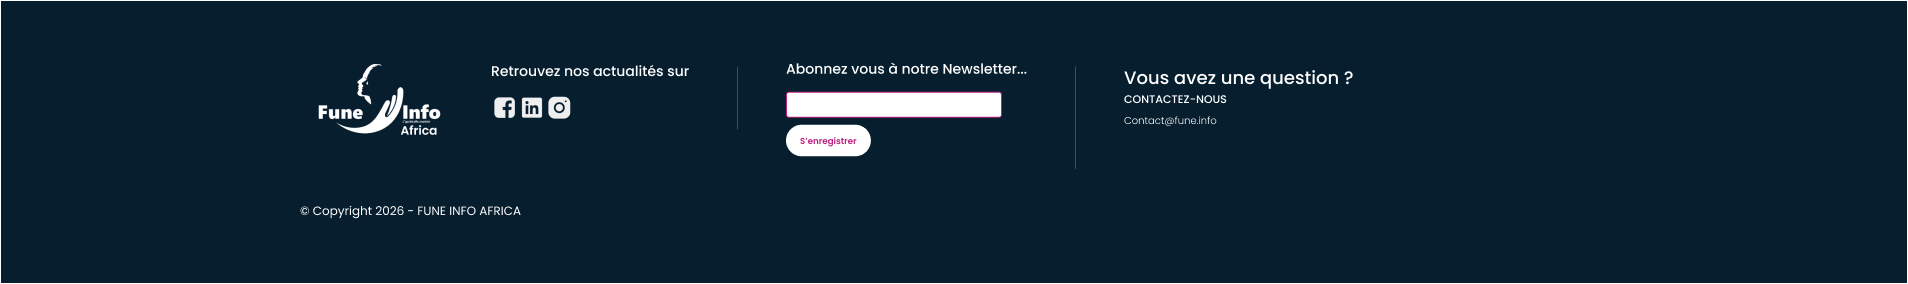 Fune Info
Africa
Retrouvez nos actualités sur
Abonnez vous à notre Newsletter...
S'enregistrer
Vous avez une question ?
CONTACTEZ-NOUS
Contact@fune.info
© Copyright 2026 - FUNE INFO AFRICA